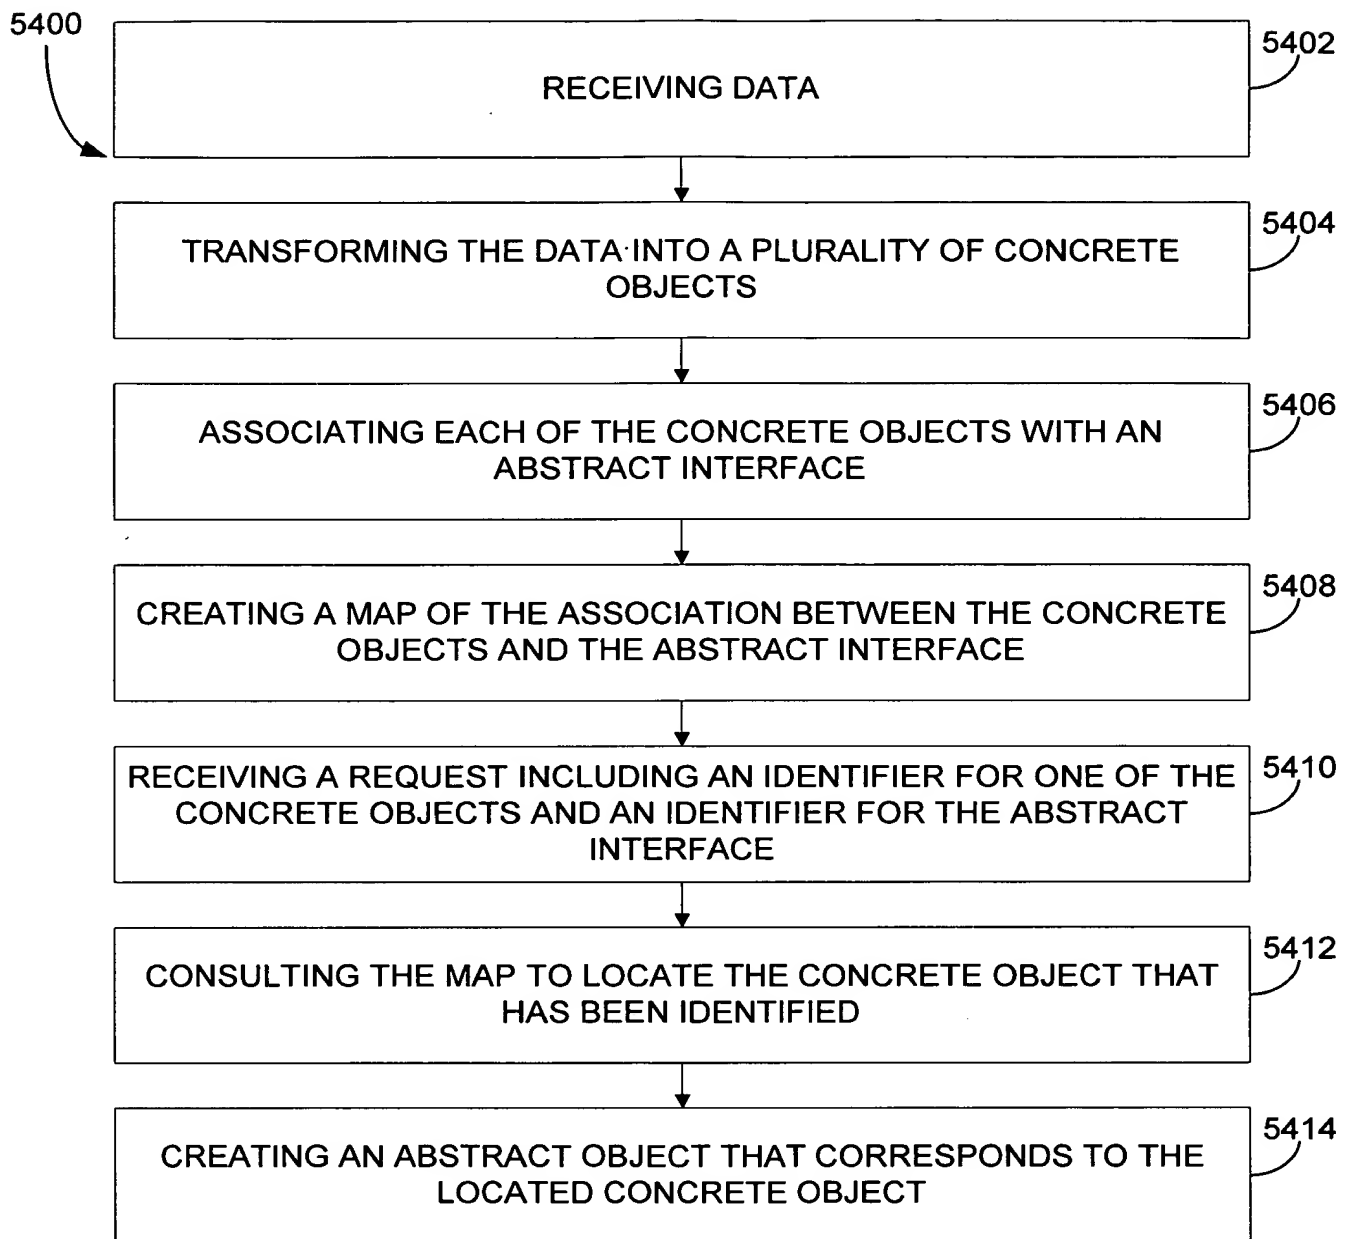 5400
RECEIVING DATA
5402
TRANSFORMING THE DATA INTO A PLURALITY OF CONCRETE
OBJECTS
5404
ASSOCIATING EACH OF THE CONCRETE OBJECTS WITH AN
ABSTRACT INTERFACE
5406
CREATING A MAP OF THE ASSOCIATION BETWEEN THE CONCRETE
OBJECTS AND THE ABSTRACT INTERFACE
5408
RECEIVING A REQUEST INCLUDING AN IDENTIFIER FOR ONE OF THE
CONCRETE OBJECTS AND AN IDENTIFIER FOR THE ABSTRACT
INTERFACE
5410
CONSULTING THE MAP TO LOCATE THE CONCRETE OBJECT THAT
HAS BEEN IDENTIFIED
5412
CREATING AN ABSTRACT OBJECT THAT CORRESPONDS TO THE
LOCATED CONCRETE OBJECT
5414